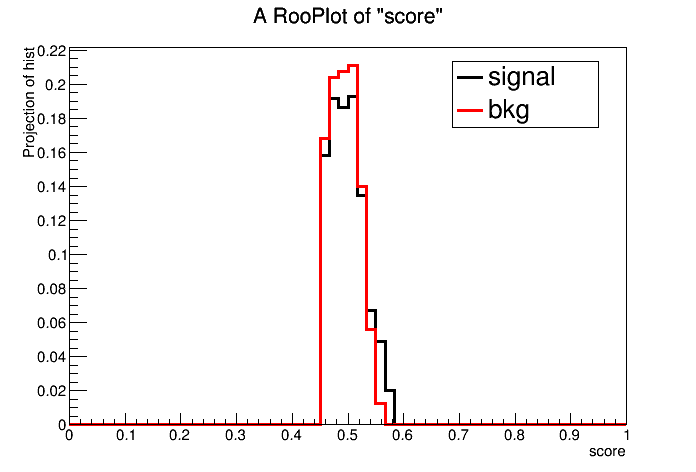 A RooPlot of "score"
Projection of hist
0.22
0.2
0.18
0.16
0.14
0.12
0.1
0.08
0.06
0.04
0.02
0
signal
bkg
0 0.1 0.2 0.3 0.4 0.5 0.6 0.7 0.8 0.9 1
score